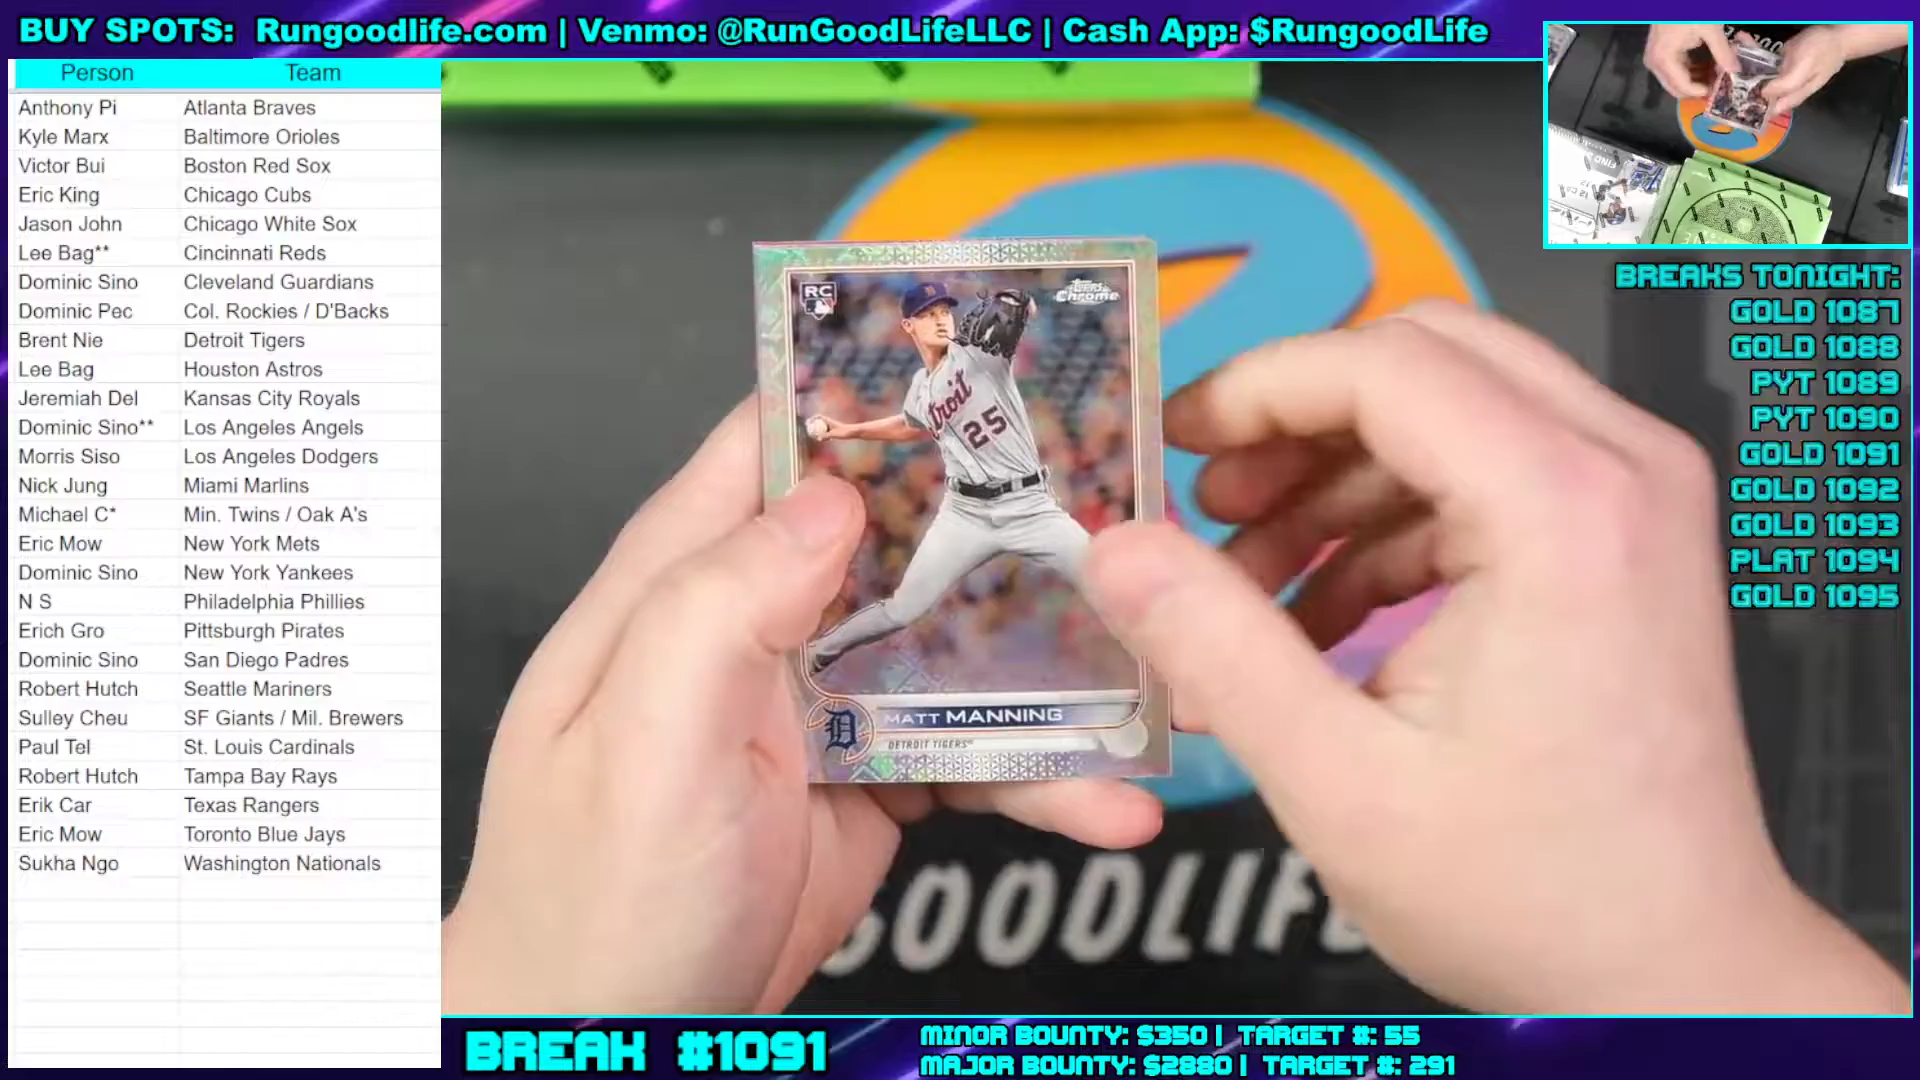 BUY SPOTS: Rungoodlife.com | Venmo: @RunGoodLifeLLC | Cash App: $RungoodLife
Person Team
Anthony Pi Atlanta Braves
Kyle Marx Baltimore Orioles
Victor Bui Boston Red Sox
Eric King Chicago Cubs
Jason John Chicago White Sox
Lee Bag** Cincinnati Reds
Dominic Sino Cleveland Guardians
Dominic Pec Col. Rockies / D'Backs
Brent Nie Detroit Tigers
Lee Bag Houston Astros
Jeremiah Del Kansas City Royals
Dominic Sino** Los Angeles Angels
Morris Siso Los Angeles Dodgers
Nick Jung Miami Marlins
Michael C* Min. Twins / Oak A's
Eric Mow New York Mets
Dominic Sino New York Yankees
N S Philadelphia Phillies
Erich Gro Pittsburgh Pirates
Dominic Sino San Diego Padres
Robert Hutch Seattle Mariners
Sulley Cheu SF Giants / Mil. Brewers
Paul Tel St. Louis Cardinals
Robert Hutch Tampa Bay Rays
Erik Car Texas Rangers
Eric Mow Toronto Blue Jays
Sukha Ngo Washington Nationals
RC
Topps
Chrome
25
D
MATT MANNING
DETROIT TIGERS
GOODLIFE
BREAKS TONIGHT:
GOLD 1087
GOLD 1088
PYT 1089
PYT 1090
GOLD 1091
GOLD 1092
GOLD 1093
PLAT 1094
GOLD 1095
BREAK #1091
MINOR BOUNTY: $350 | TARGET #: 55
MAJOR BOUNTY: $2880 | TARGET #: 291